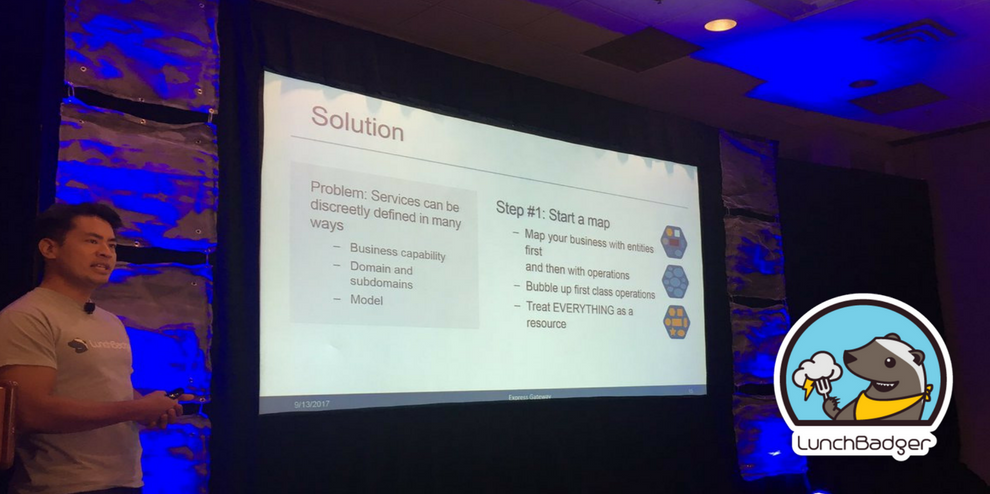 Solution
Problem: Services can be
discreetly defined in many
ways
– Business capability
– Domain and
subdomains
– Model
Step #1: Start a map
– Map your business with entities
first
and then with operations
– Bubble up first class operations
– Treat EVERYTHING as a
resource
9/13/2017
Express Gateway
LunchBadger
LunchBadger